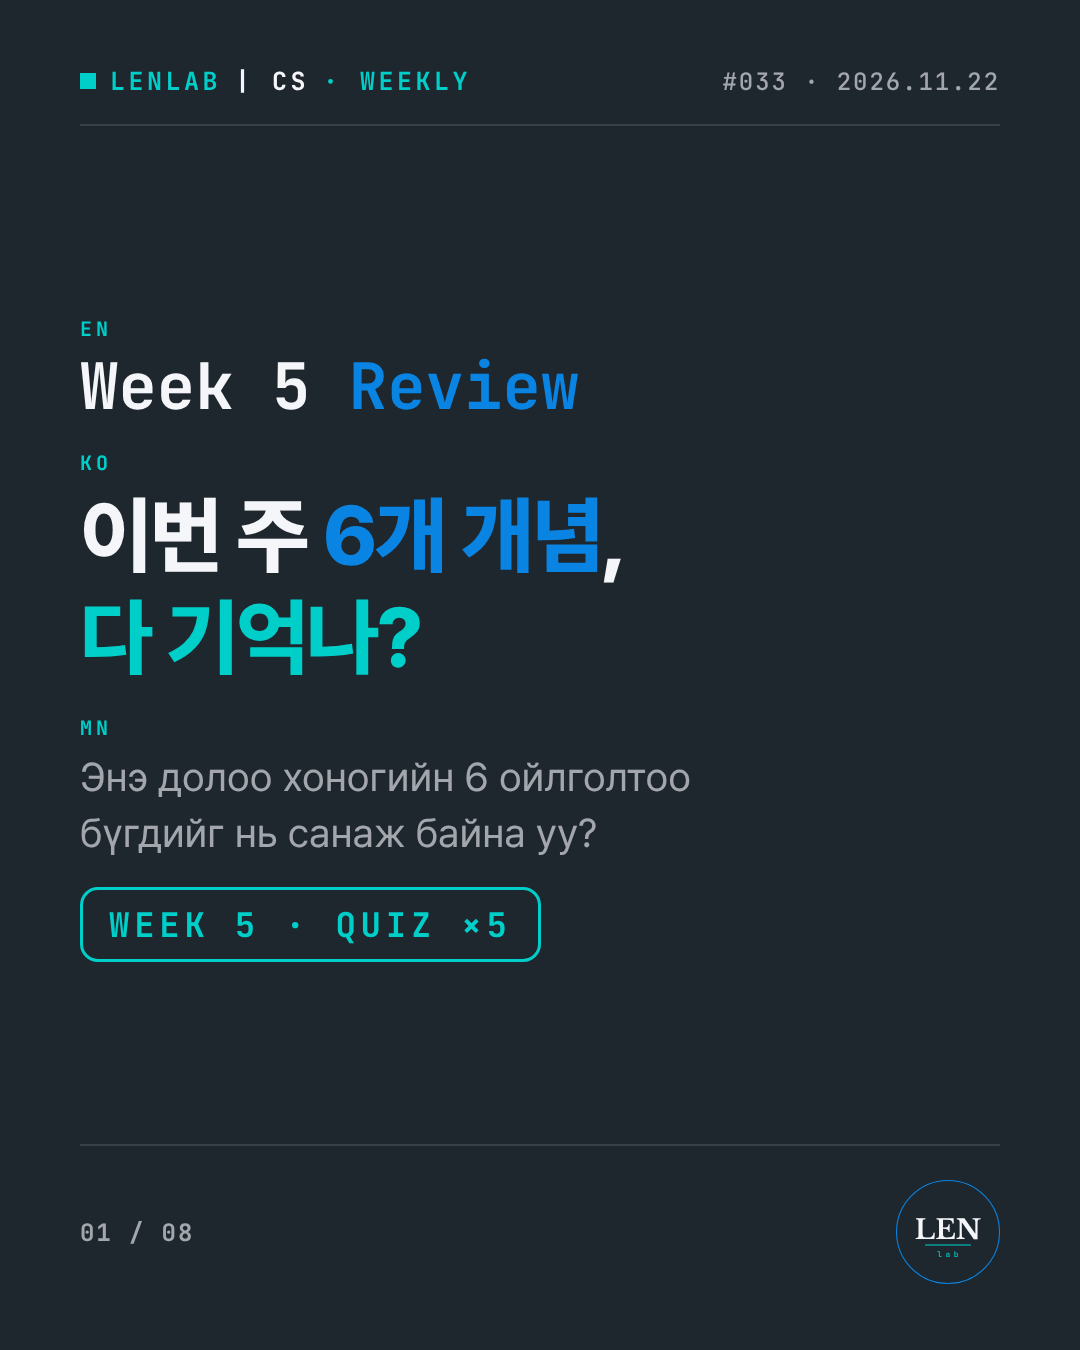 LENLAB | CS · WEEKLY
#033 · 2026.11.22
EN
Week 5 Review
KO
이번 주 6개 개념,
다 기억나?
MN
Энэ долоо хоногийн 6 ойлголтоо
бүгдийг нь санаж байна уу?
WEEK 5 · QUIZ ×5
01 / 08
LEN
lab